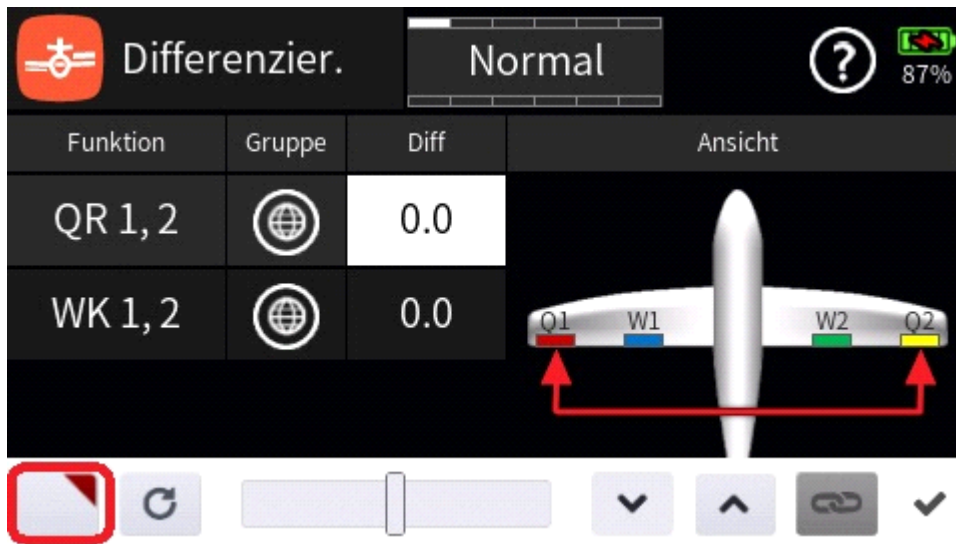 Differenzier.
Normal
?
87%
Funktion
Gruppe
Diff
Ansicht
QR 1, 2
0.0
WK 1, 2
0.0
Q1
W1
W2
Q2